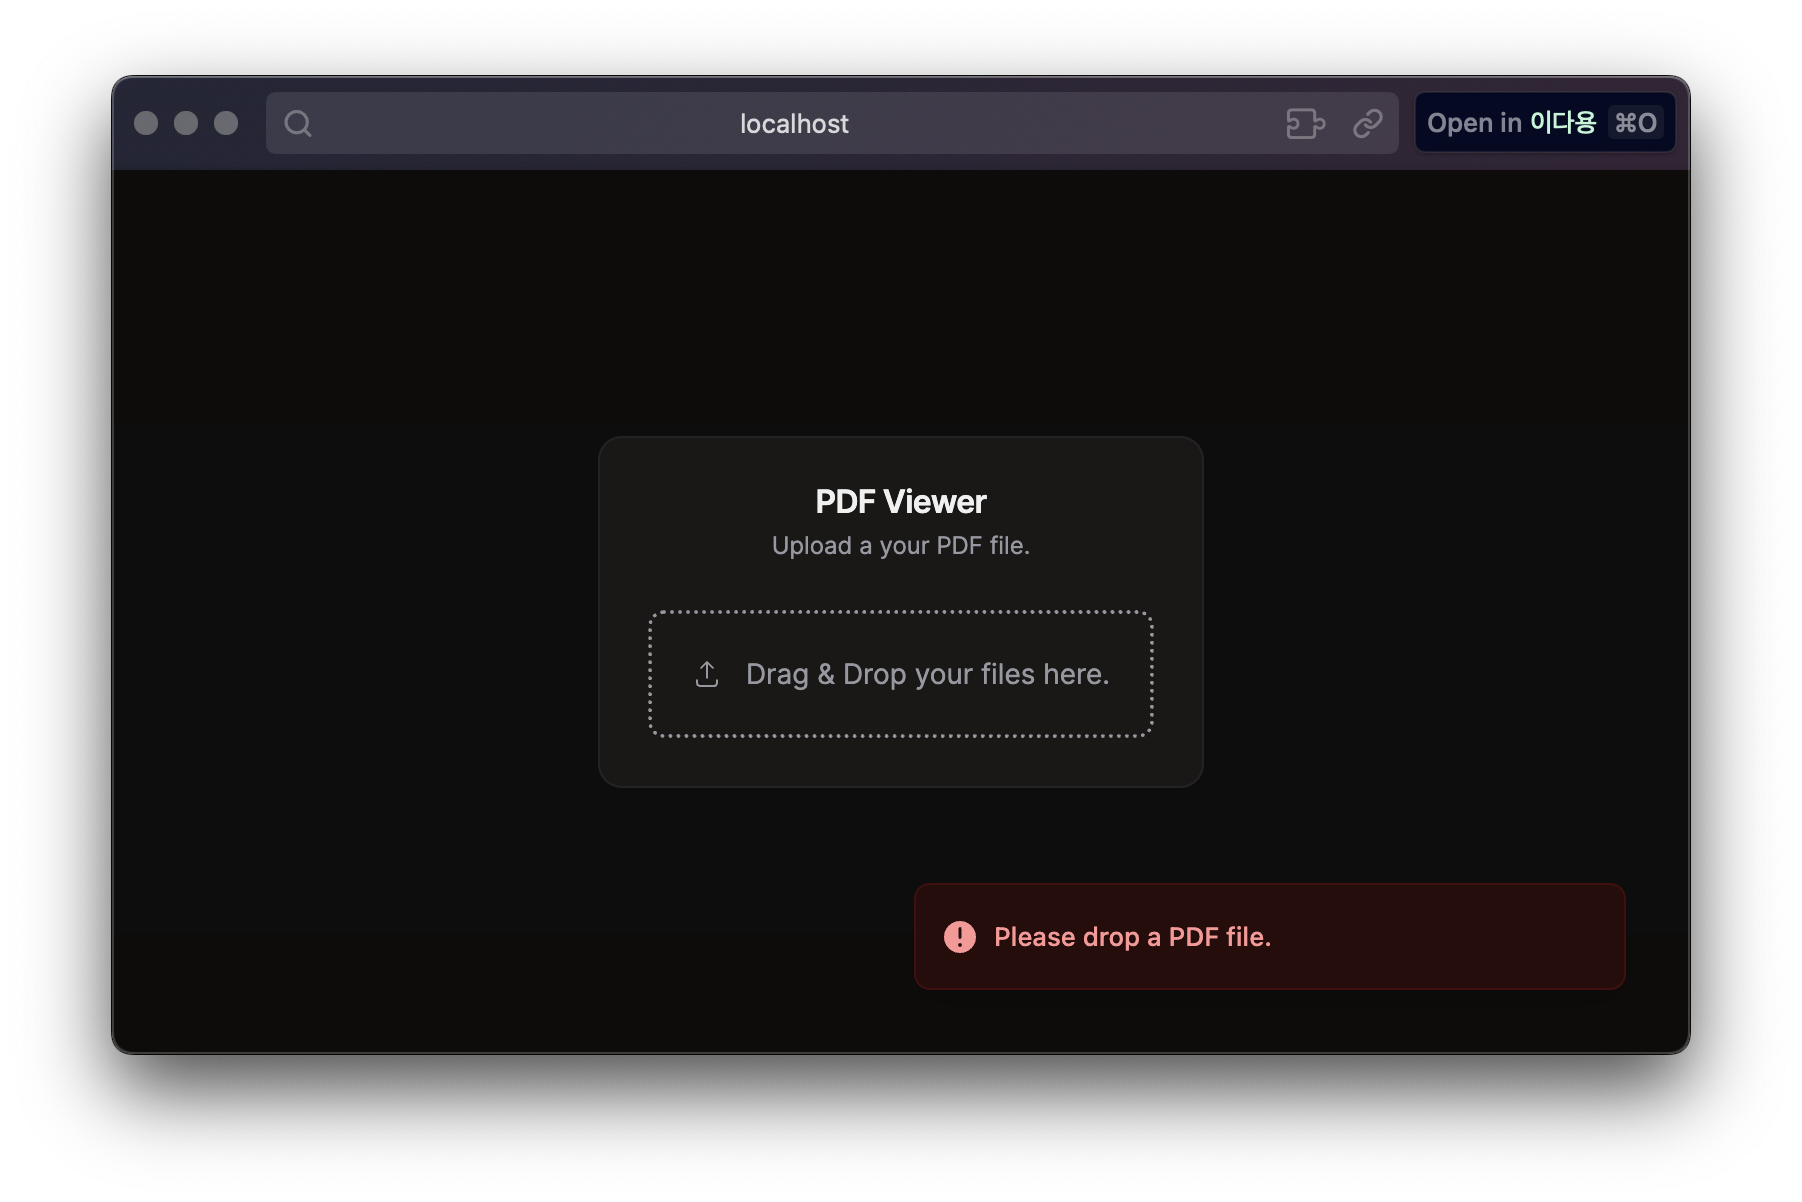 localhost
Open in 이다용 ⌘O
PDF Viewer
Upload a your PDF file.
Drag & Drop your files here.
Please drop a PDF file.